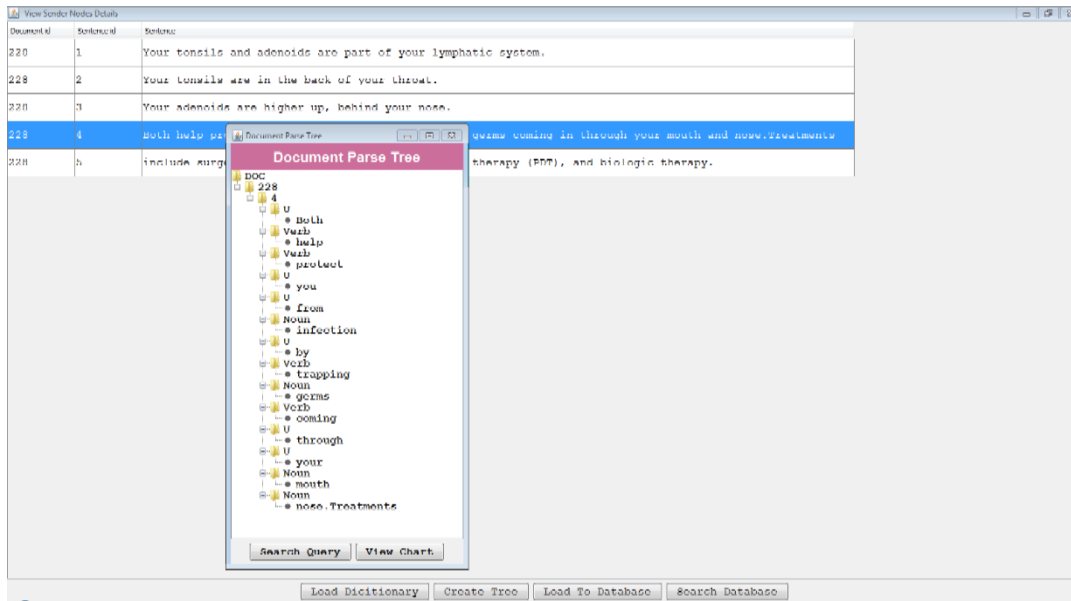 View Sender Nodes Details
Document id Sentence id Sentence
228 1 Your tonsils and adenoids are part of your lymphatic system.
228 2 Your tonsils are in the back of your throat.
228 3 Your adenoids are higher up, behind your nose.
228 4 Both help pro germs coming in through your mouth and nose.Treatments
228 5 include surge therapy (PDT), and biologic therapy.
Document Parse Tree
Document Parse Tree
DOC
228
4
U
Both
Verb
help
Verb
protect
U
you
U
from
Noun
infection
U
by
Verb
trapping
Noun
germs
Verb
coming
U
through
U
your
Noun
mouth
Noun
nose.Treatments
Search Query View Chart
Load Dicitionary Create Tree Load To Database Search Database